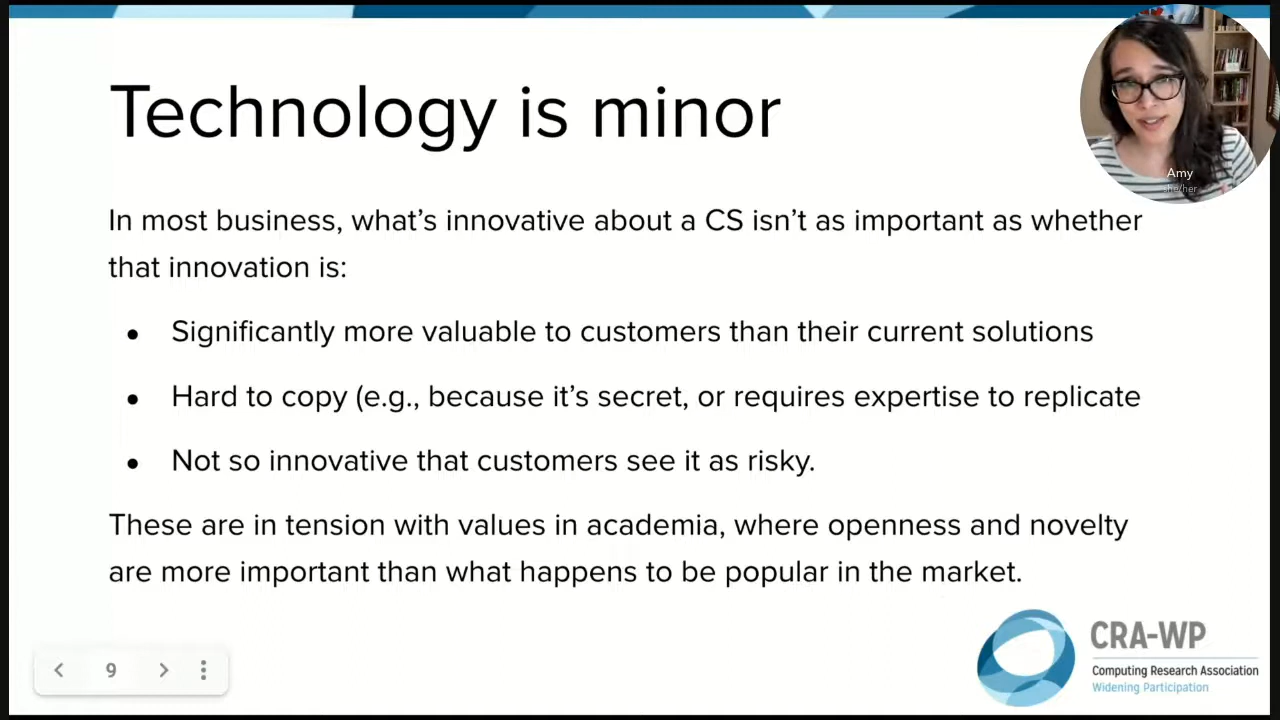 Technology is minor
Amy
she/her
In most business, what's innovative about a CS isn't as important as whether
that innovation is:
● Significantly more valuable to customers than their current solutions
● Hard to copy (e.g., because it's secret, or requires expertise to replicate
● Not so innovative that customers see it as risky.
These are in tension with values in academia, where openness and novelty
are more important than what happens to be popular in the market.
9
CRA-WP
Computing Research Association
Widening Participation